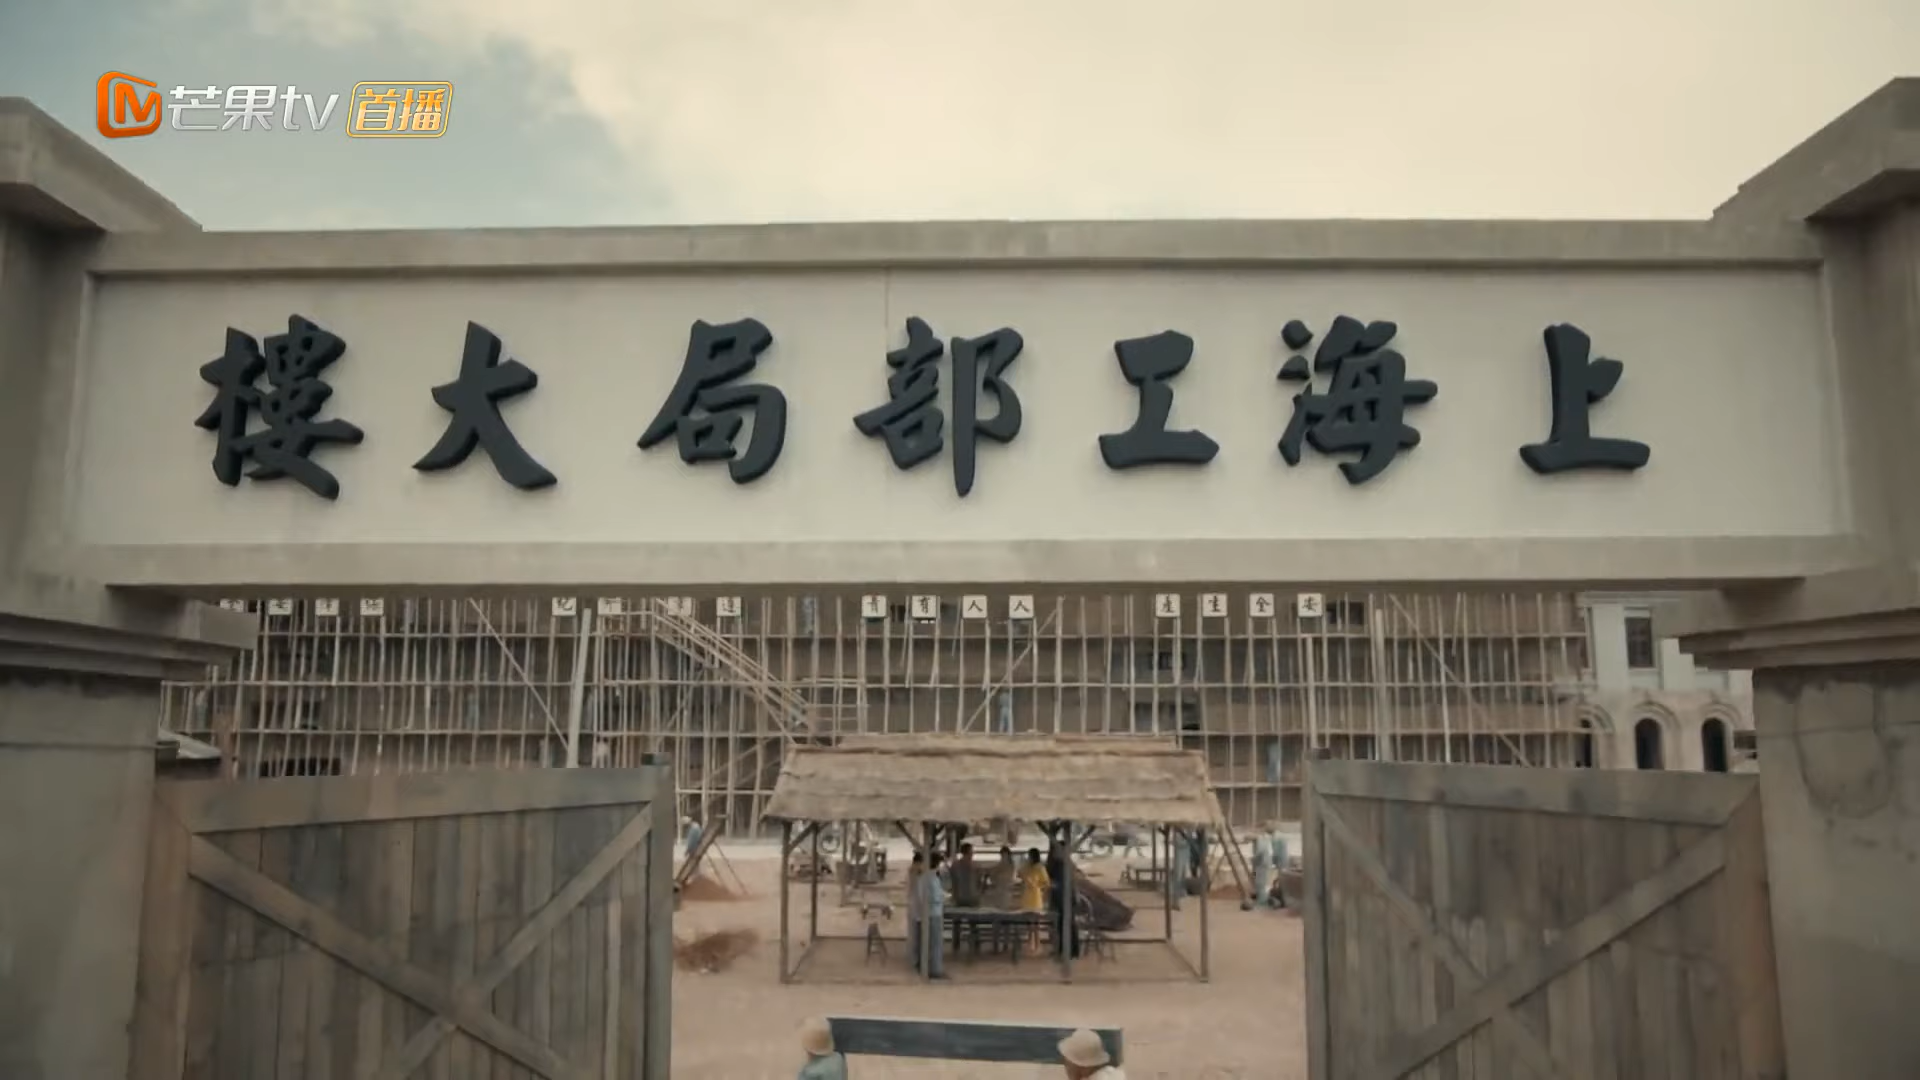 芒果tv 首播
上海工部局大樓
安全生產 人人有責